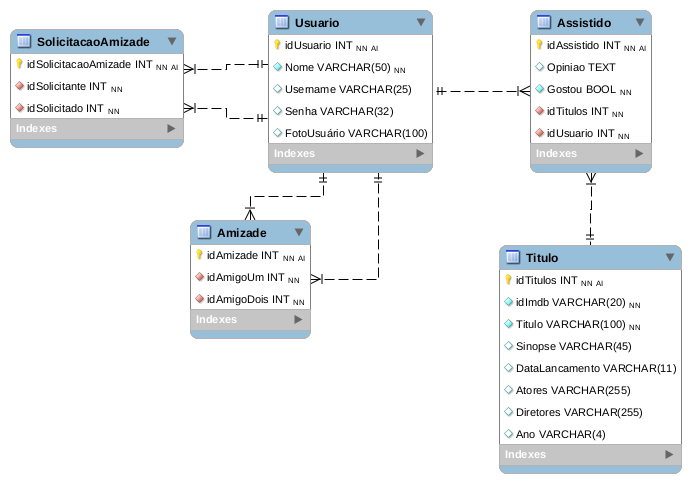 SolicitacaoAmizade
idSolicitacaoAmizade INT NN AI
idSolicitante INT NN
idSolicitado INT NN
Indexes
Usuario
idUsuario INT NN AI
Nome VARCHAR(50) NN
Username VARCHAR(25)
Senha VARCHAR(32)
FotoUsuário VARCHAR(100)
Indexes
Assistido
idAssistido INT NN AI
Opiniao TEXT
Gostou BOOL NN
idTitulos INT NN
idUsuario INT NN
Indexes
Amizade
idAmizade INT NN AI
idAmigoUm INT NN
idAmigoDois INT NN
Indexes
Titulo
idTitulos INT NN AI
idImdb VARCHAR(20) NN
Titulo VARCHAR(100) NN
Sinopse VARCHAR(45)
DataLancamento VARCHAR(11)
Atores VARCHAR(255)
Diretores VARCHAR(255)
Ano VARCHAR(4)
Indexes